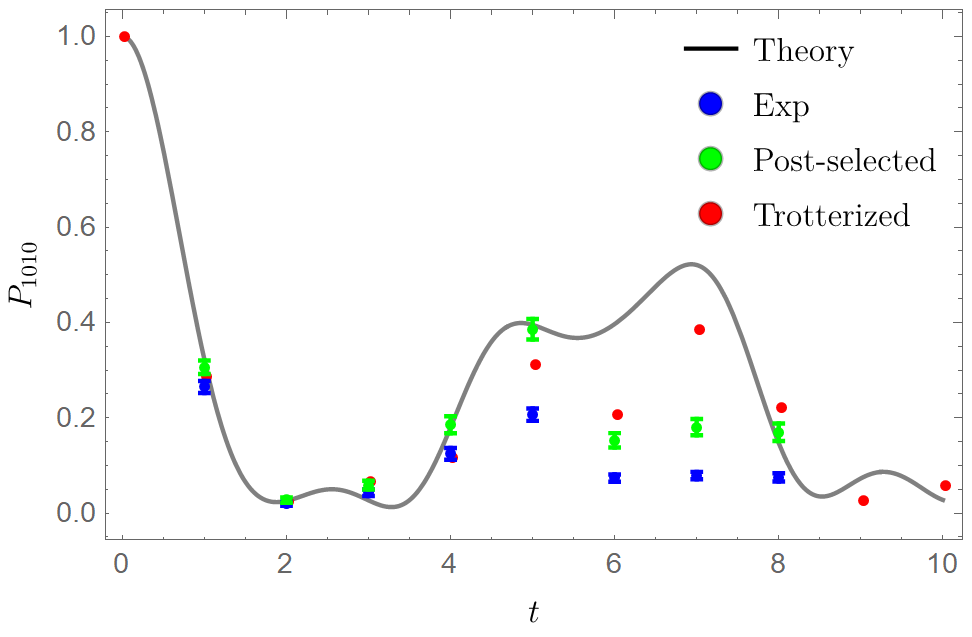 1.0
0.8
0.6
0.4
0.2
0.0
P1010
0 2 4 6 8 10
t
Theory
Exp
Post-selected
Trotterized